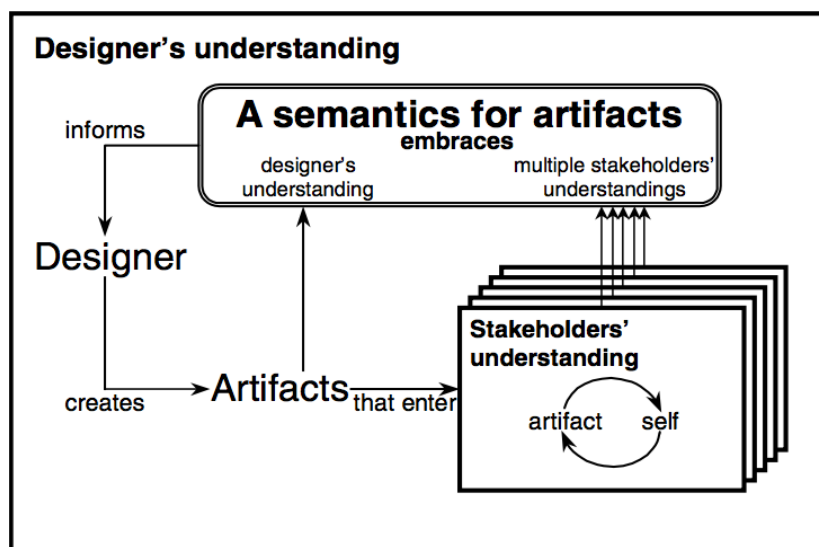 Designer's understanding
A semantics for artifacts
embraces
informs
designer's
understanding
multiple stakeholders'
understandings
Designer
creates
Artifacts
that enter
Stakeholders'
understanding
artifact
self